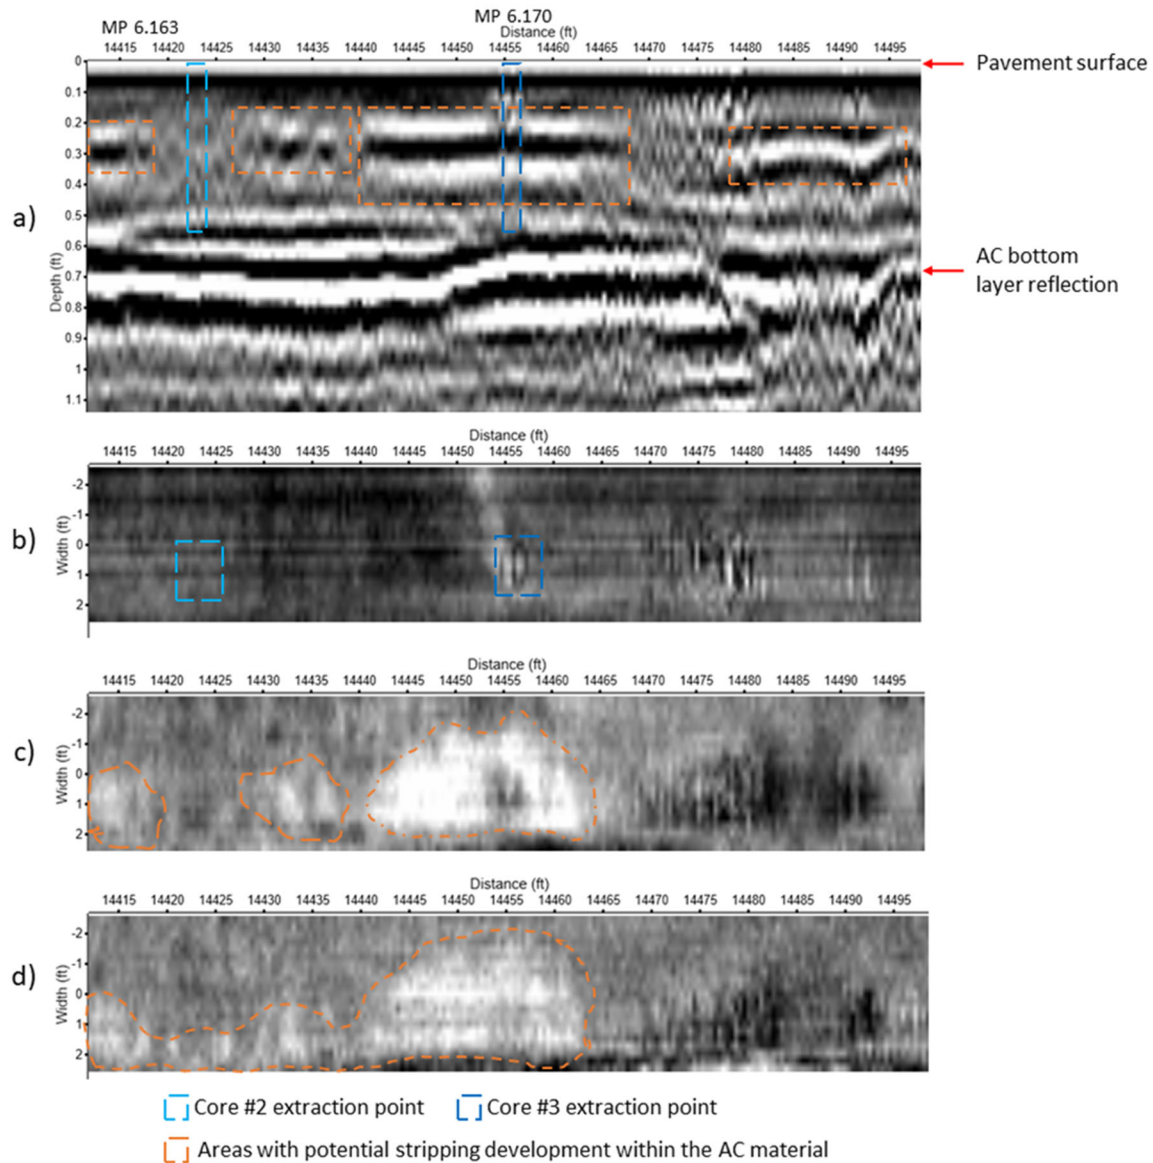 MP 6.163
MP 6.170
Distance (ft)
14415 14420 14425 14430 14435 14440 14445 14450 14455 14460 14465 14470 14475 14480 14485 14490 14495
Pavement surface
0
0.1
0.2
0.3
0.4
a)
0.5
0.6
AC bottom
layer reflection
0.7
0.8
0.9
1
1.1
Depth (ft)
Distance (ft)
14415 14420 14425 14430 14435 14440 14445 14450 14455 14460 14465 14470 14475 14480 14485 14490 14495
-2
-1
b)
0
1
2
Width (ft)
Distance (ft)
14415 14420 14425 14430 14435 14440 14445 14450 14455 14460 14465 14470 14475 14480 14485 14490 14495
-2
-1
c)
0
1
2
Width (ft)
Distance (ft)
14415 14420 14425 14430 14435 14440 14445 14450 14455 14460 14465 14470 14475 14480 14485 14490 14495
-2
-1
d)
0
1
2
Width (ft)
Core #2 extraction point
Core #3 extraction point
Areas with potential stripping development within the AC material